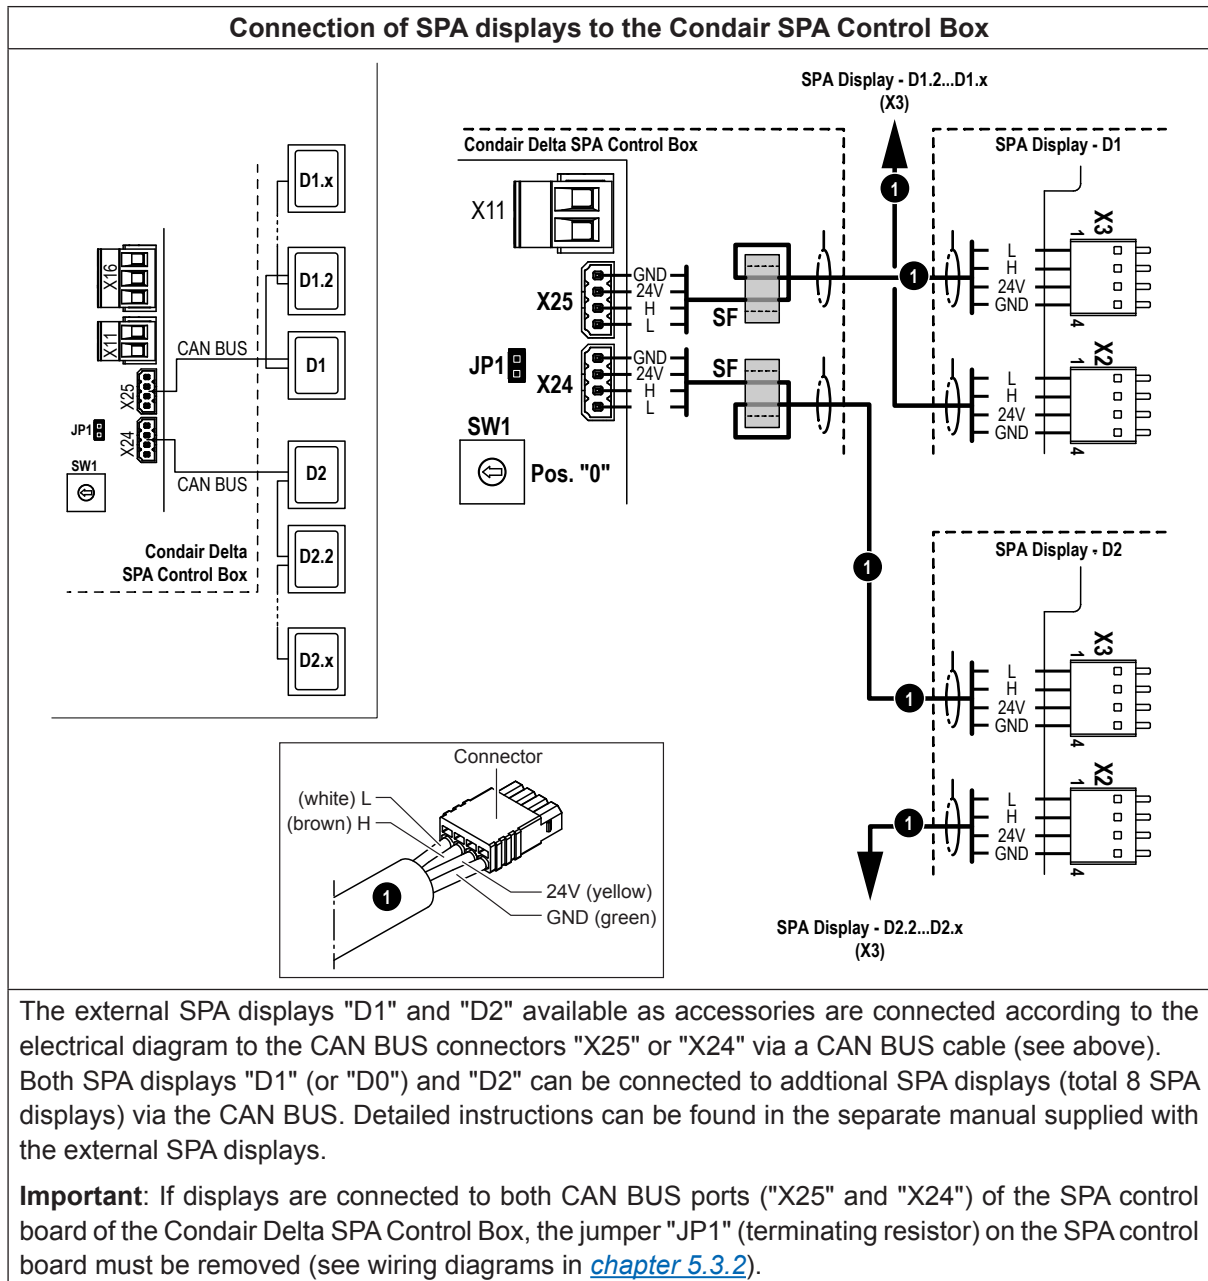 Connection of SPA displays to the Condair SPA Control Box
D1.x
D1.2
D1
D2
D2.2
D2.x
X16
X11
X25
JP1
X24
SW1
CAN BUS
CAN BUS
Condair Delta
SPA Control Box
SPA Display - D1.2...D1.x
(X3)
Condair Delta SPA Control Box
X11
X25
GND
24V
H
L
SF
JP1
X24
GND
24V
H
L
SF
SW1
Pos. "0"
1
1
SPA Display - D1
L
H
24V
GND
1
X3
4
L
H
24V
GND
1
X2
4
1
SPA Display - D2
1
L
H
24V
GND
1
X3
4
1
L
H
24V
GND
1
X2
4
SPA Display - D2.2...D2.x
(X3)
Connector
(white) L
(brown) H
1
24V (yellow)
GND (green)
The external SPA displays "D1" and "D2" available as accessories are connected according to the
electrical diagram to the CAN BUS connectors "X25" or "X24" via a CAN BUS cable (see above).
Both SPA displays "D1" (or "D0") and "D2" can be connected to addtional SPA displays (total 8 SPA
displays) via the CAN BUS. Detailed instructions can be found in the separate manual supplied with
the external SPA displays.
Important: If displays are connected to both CAN BUS ports ("X25" and "X24") of the SPA control
board of the Condair Delta SPA Control Box, the jumper "JP1" (terminating resistor) on the SPA control
board must be removed (see wiring diagrams in chapter 5.3.2).